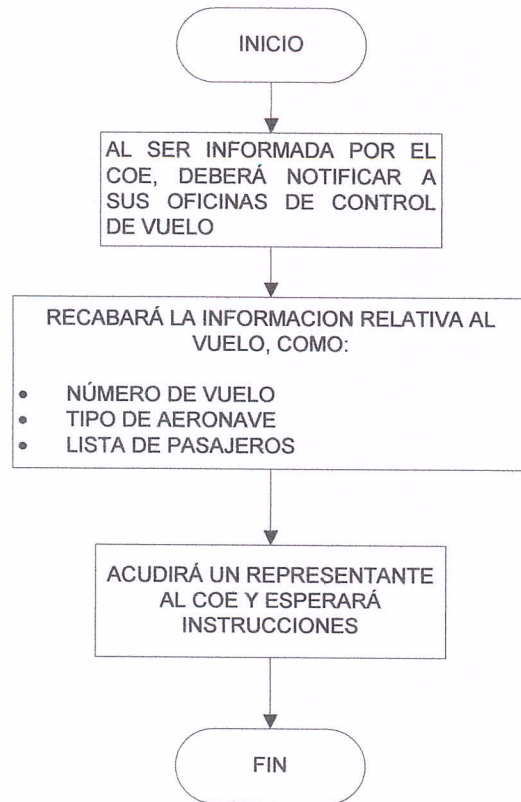 INICIO
AL SER INFORMADA POR EL
COE, DEBERÁ NOTIFICAR A
SUS OFICINAS DE CONTROL
DE VUELO
RECABARÁ LA INFORMACION RELATIVA AL
VUELO, COMO:
• NÚMERO DE VUELO
• TIPO DE AERONAVE
• LISTA DE PASAJEROS
ACUDIRÁ UN REPRESENTANTE
AL COE Y ESPERARÁ
INSTRUCCIONES
FIN